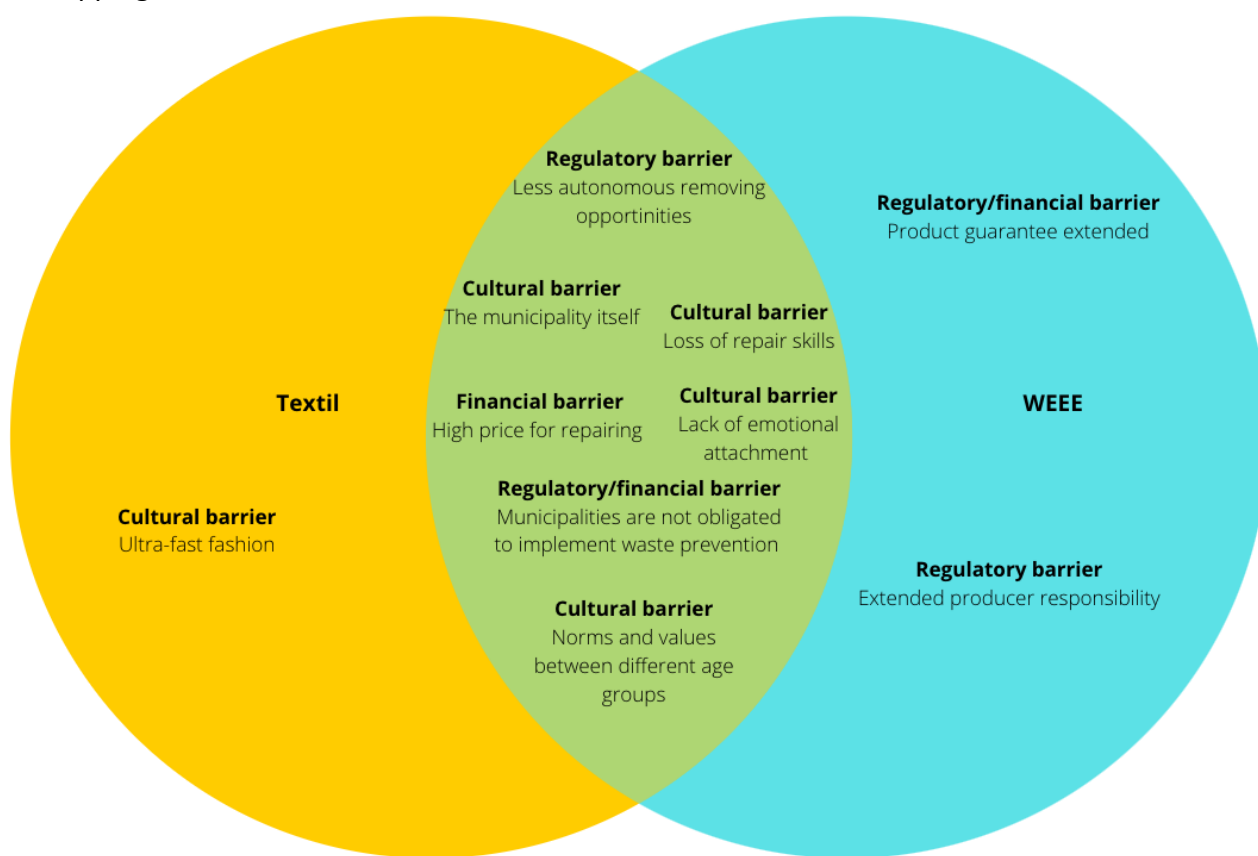 Regulatory barrier
Less autonomous removing
opportinities
Regulatory/financial barrier
Product guarantee extended
Cultural barrier
The municipality itself
Cultural barrier
Loss of repair skills
Textil
Financial barrier
High price for repairing
Cultural barrier
Lack of emotional
attachment
WEEE
Regulatory/financial barrier
Municipalities are not obligated
to implement waste prevention
Cultural barrier
Ultra-fast fashion
Regulatory barrier
Extended producer responsibility
Cultural barrier
Norms and values
between different age
groups